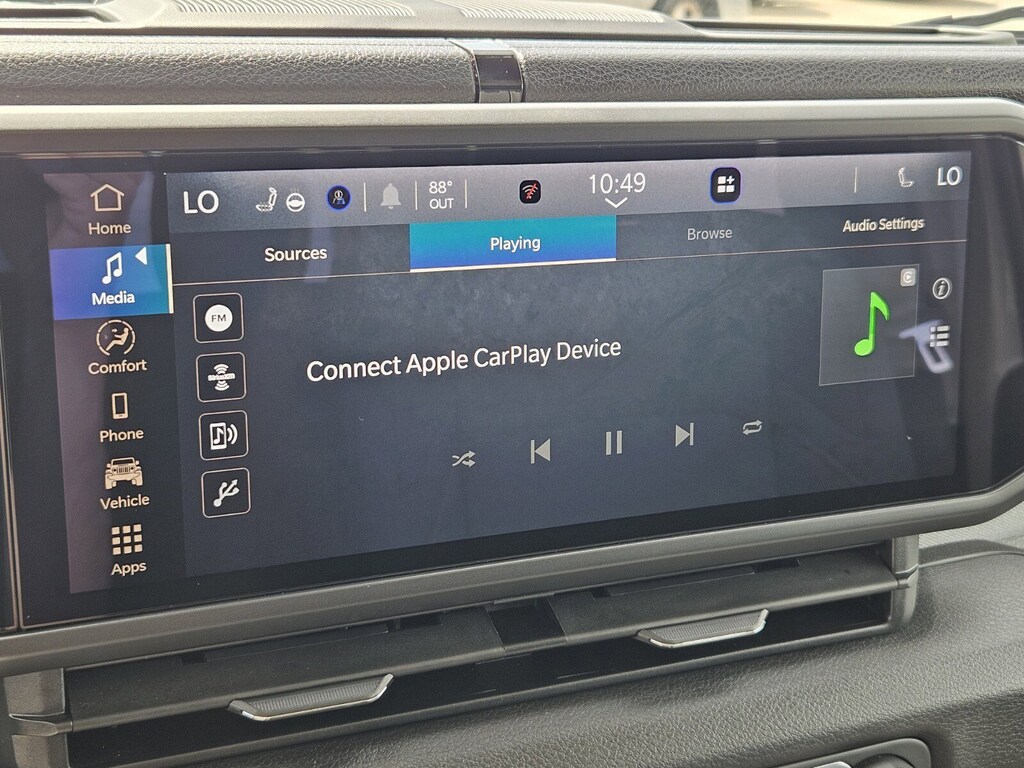 LO
88°
OUT
10:49
LO
Home
Media
Comfort
Phone
Vehicle
Apps
Sources
Playing
Browse
Audio Settings
FM
Connect Apple CarPlay Device